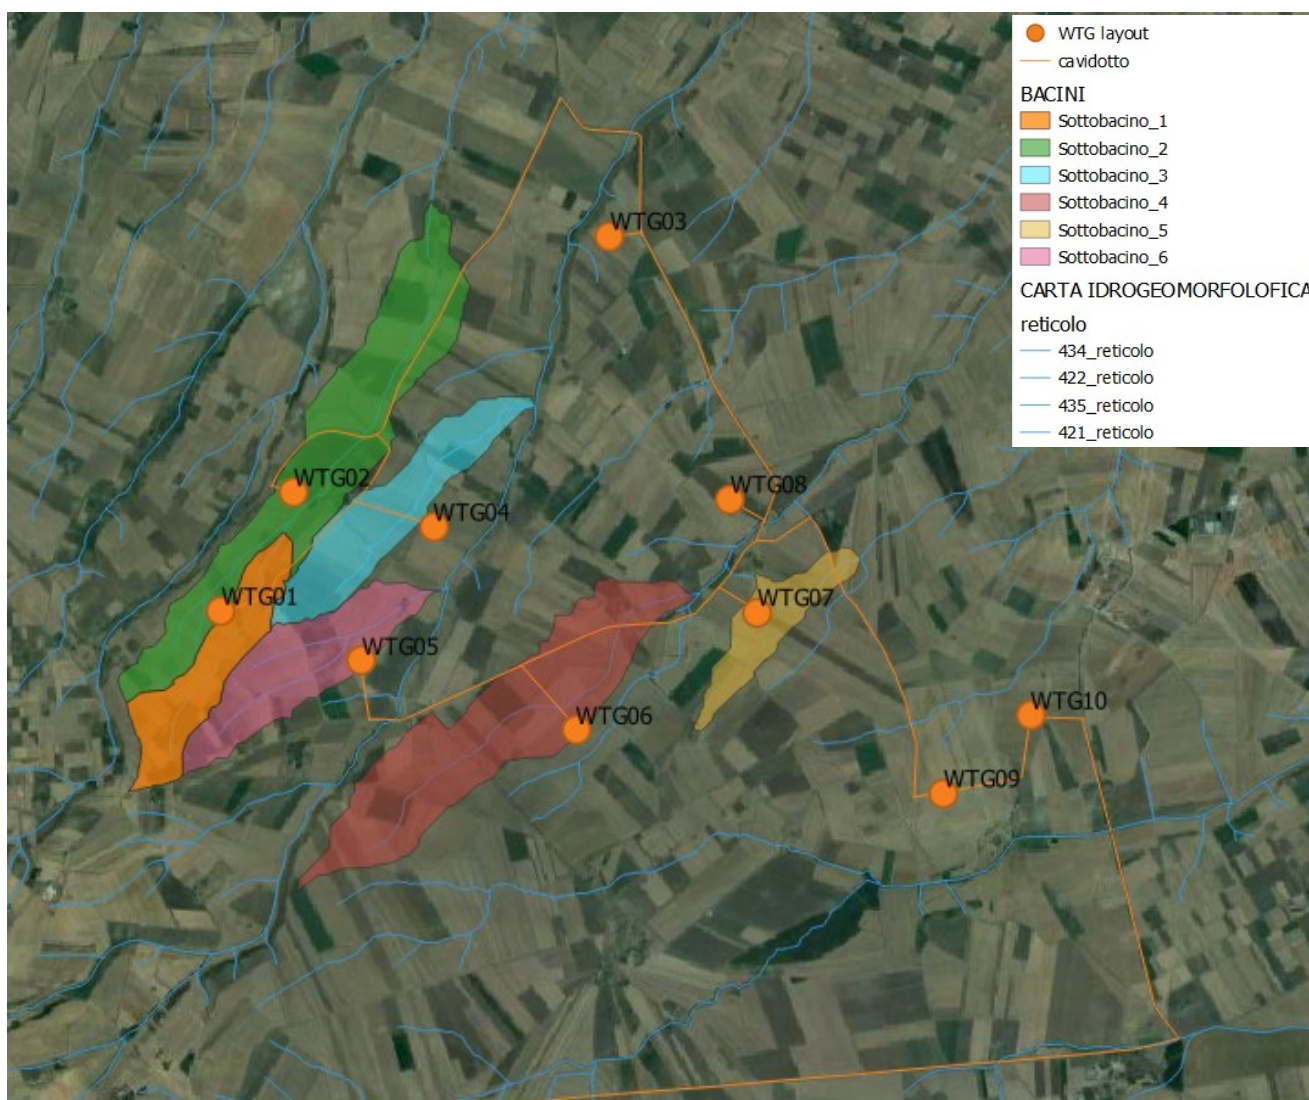 WTG layout
cavidotto
BACINI
Sottobacino_1
Sottobacino_2
Sottobacino_3
Sottobacino_4
Sottobacino_5
Sottobacino_6
CARTA IDROGEOMORFOLOFICA
reticolo
434_reticolo
422_reticolo
435_reticolo
421_reticolo
WTG03
WTG02
WTG08
WTG04
WTG01
WTG07
WTG05
WTG06
WTG10
WTG09